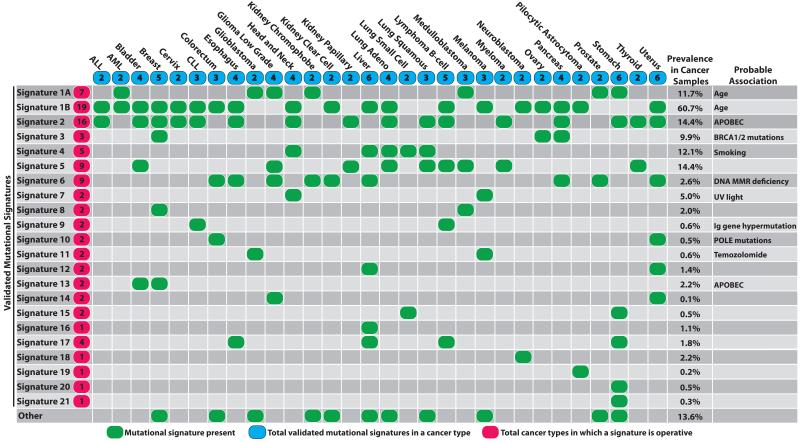 ALL
AML
Bladder
Breast
Cervic
CLL
Colorectum
Esophagus
Glioblastoma
Glioma Low Grade
Head and Neck
Kidney Chromophobe
Kidney Clear Cell
Kidney Papillary
Liver
Lung Adeno
Lung Small Cell
Lung Squamous
Lymphoma B-cell
Medulloblastoma
Melanoma
Myeloma
Neuroblastoma
Ovary
Pancreas
Pilocytic Astrocytoma
Prostate
Stomach
Thyroid
Uterus
Prevalence in Cancer Samples
Probable Association
2 2 4 5 2 3 3 4 2 4 4 2 2 2 6 4 2 3 5 3 3 2 2 2 4 2 2 6 2 6
Validated Mutational Signatures
Signature 1A 7 11.7% Age
Signature 1B 19 60.7% Age
Signature 2 16 14.4% APOBEC
Signature 3 3 9.9% BRCA1/2 mutations
Signature 4 5 12.1% Smoking
Signature 5 9 14.4%
Signature 6 9 2.6% DNA MMR deficiency
Signature 7 2 5.0% UV light
Signature 8 2 2.0%
Signature 9 2 0.6% Ig gene hypermutation
Signature 10 2 0.5% POLE mutations
Signature 11 2 0.6% Temozolomide
Signature 12 2 1.4%
Signature 13 2 2.2% APOBEC
Signature 14 2 0.1%
Signature 15 2 0.5%
Signature 16 1 1.1%
Signature 17 4 1.8%
Signature 18 1 2.2%
Signature 19 1 0.2%
Signature 20 1 0.5%
Signature 21 1 0.3%
Other 13.6%
Mutational signature present
Total validated mutational signatures in a cancer type
Total cancer types in which a signature is operative